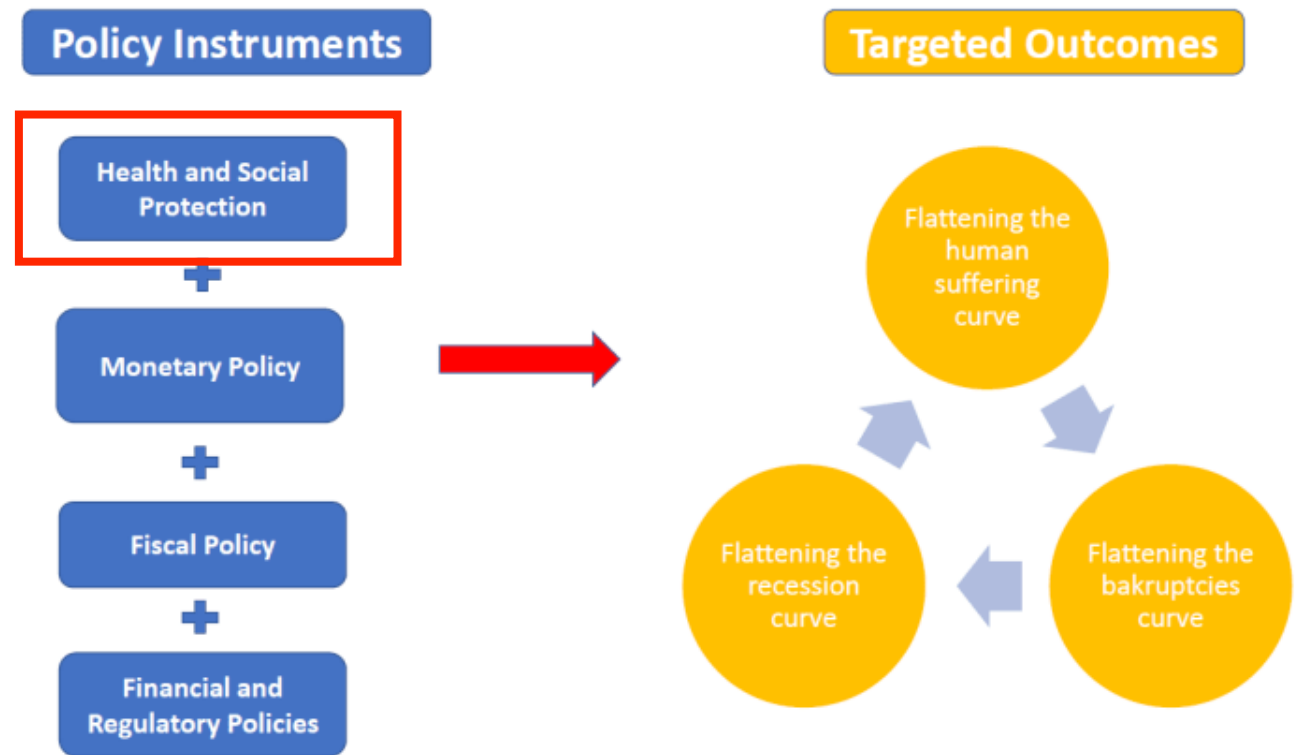 Policy Instruments
Health and Social
Protection
Monetary Policy
Fiscal Policy
Financial and
Regulatory Policies
Targeted Outcomes
Flattening the
human
suffering
curve
Flattening the
recession
curve
Flattening the
bakruptcies
curve